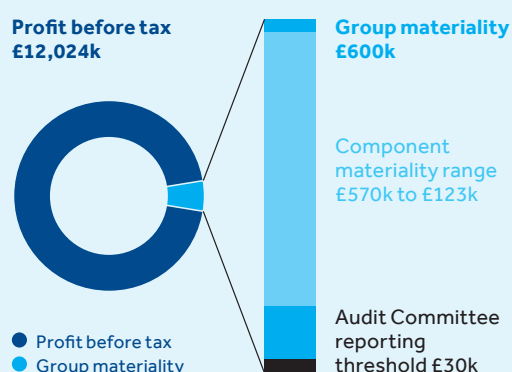 Profit before tax
£12,024k
Group materiality
£600k
Component
materiality range
£570k to £123k
Audit Committee
reporting
threshold £30k
Profit before tax
Group materiality